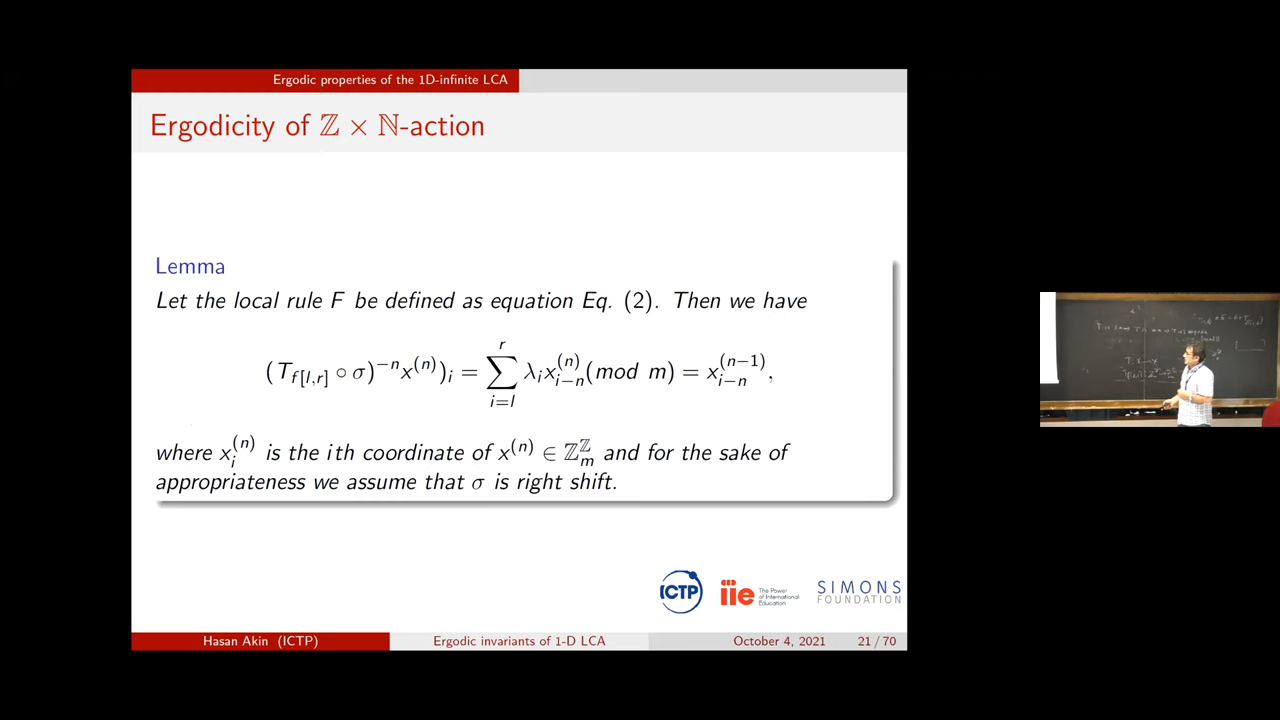 Ergodic properties of the 1D-infinite LCA
Ergodicity of ℤ × ℕ-action
Lemma
Let the local rule F be defined as equation Eq. (2). Then we have
(T_{f[l,r]} ∘ σ)^{−n}x^{(n)})_i = ∑_{i=l}^{r} λ_i x_{i−n}^{(n)}(mod m) = x_{i−n}^{(n−1)},
where x_i^{(n)} is the ith coordinate of x^{(n)} ∈ ℤ_m^ℤ and for the sake of
appropriateness we assume that σ is right shift.
ICTP
iie The Power of International Education
SIMONS
FOUNDATION
Hasan Akin (ICTP) Ergodic invariants of 1-D LCA October 4, 2021 21 / 70